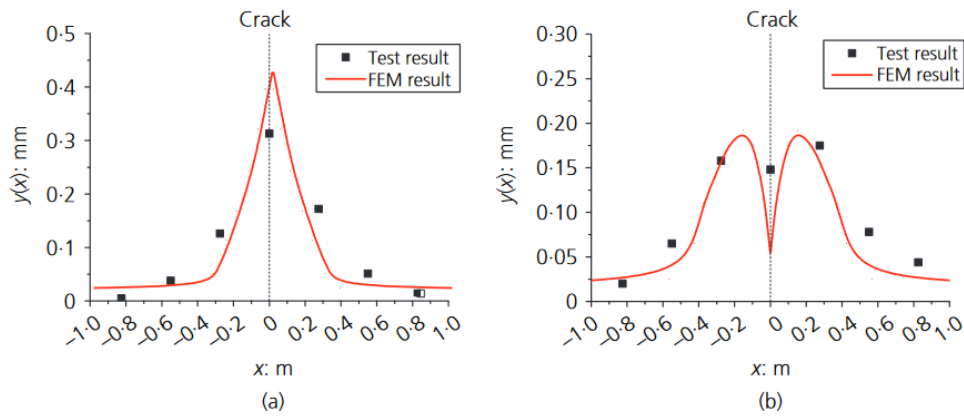 Crack
0·5
0·4
0·3
0·2
0·1
0
Test result
FEM result
y(x): mm
−1·0 −0·8 −0·6 −0·4 −0·2 0 0·2 0·4 0·6 0·8 1·0
x: m
(a)
Crack
0·30
0·25
0·20
0·15
0·10
0·05
0
Test result
FEM result
y(x): mm
−1·0 −0·8 −0·6 −0·4 −0·2 0 0·2 0·4 0·6 0·8 1·0
x: m
(b)